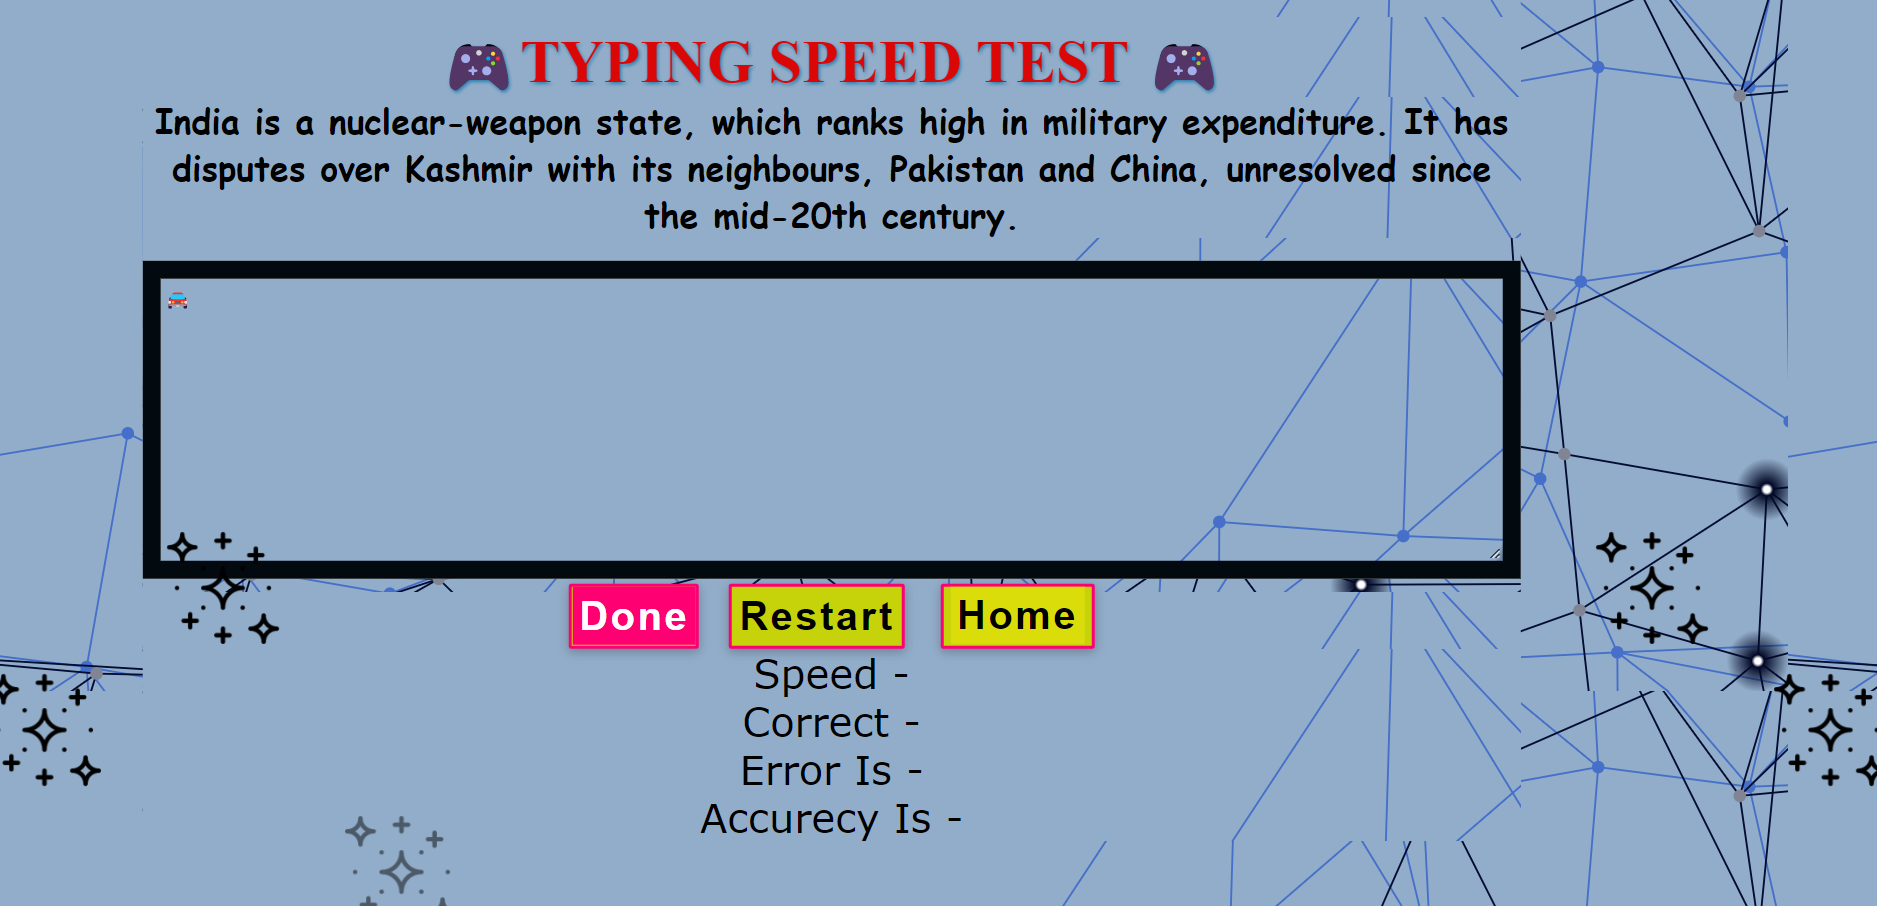 TYPING SPEED TEST
India is a nuclear-weapon state, which ranks high in military expenditure. It has
disputes over Kashmir with its neighbours, Pakistan and China, unresolved since
the mid-20th century.
Done Restart Home
Speed -
Correct -
Error Is -
Accurecy Is -